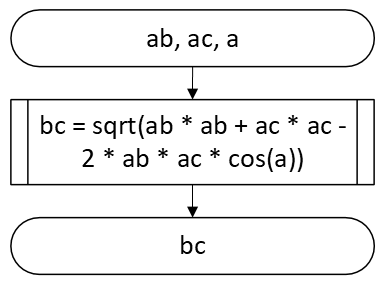 ab, ac, a
bc = sqrt(ab * ab + ac * ac -
2 * ab * ac * cos(a))
bc